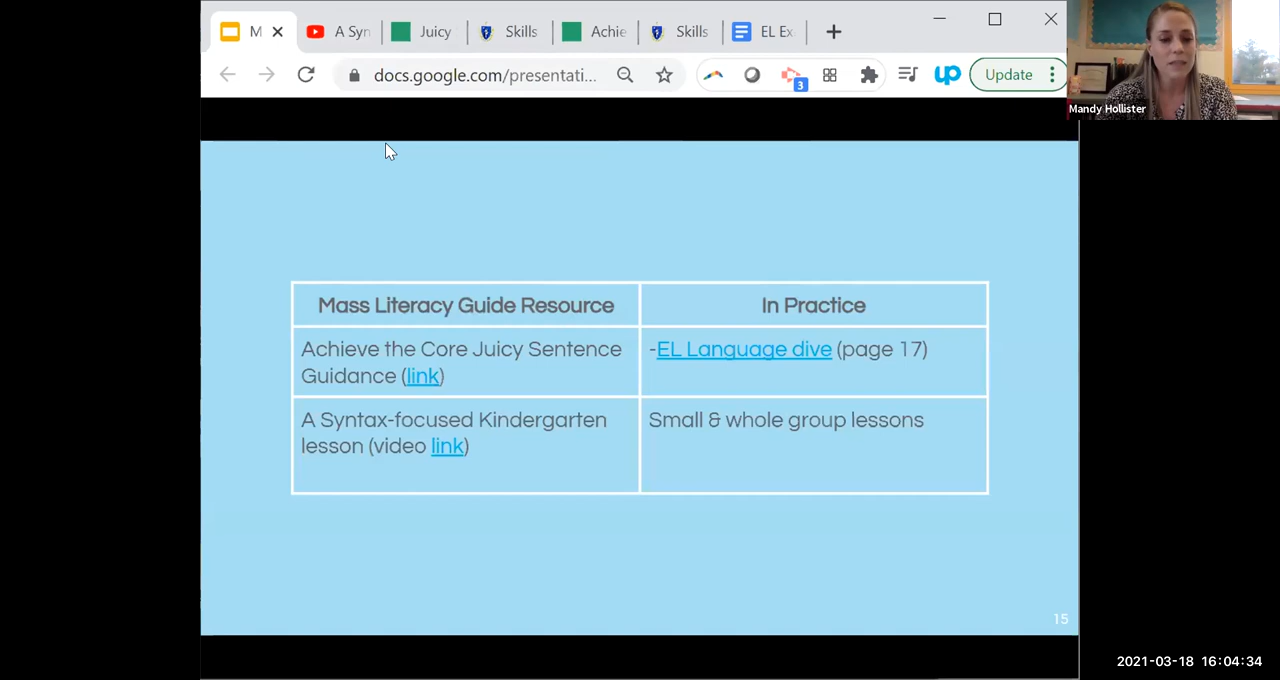 M
A Syn
Juicy
Skills
Achie
Skills
EL Ex
docs.google.com/presentati...
3
up
Update
Mandy Hollister
Mass Literacy Guide Resource
In Practice
Achieve the Core Juicy Sentence
Guidance (link)
-EL Language dive (page 17)
A Syntax-focused Kindergarten
lesson (video link)
Small & whole group lessons
15
2021-03-18 16:04:34